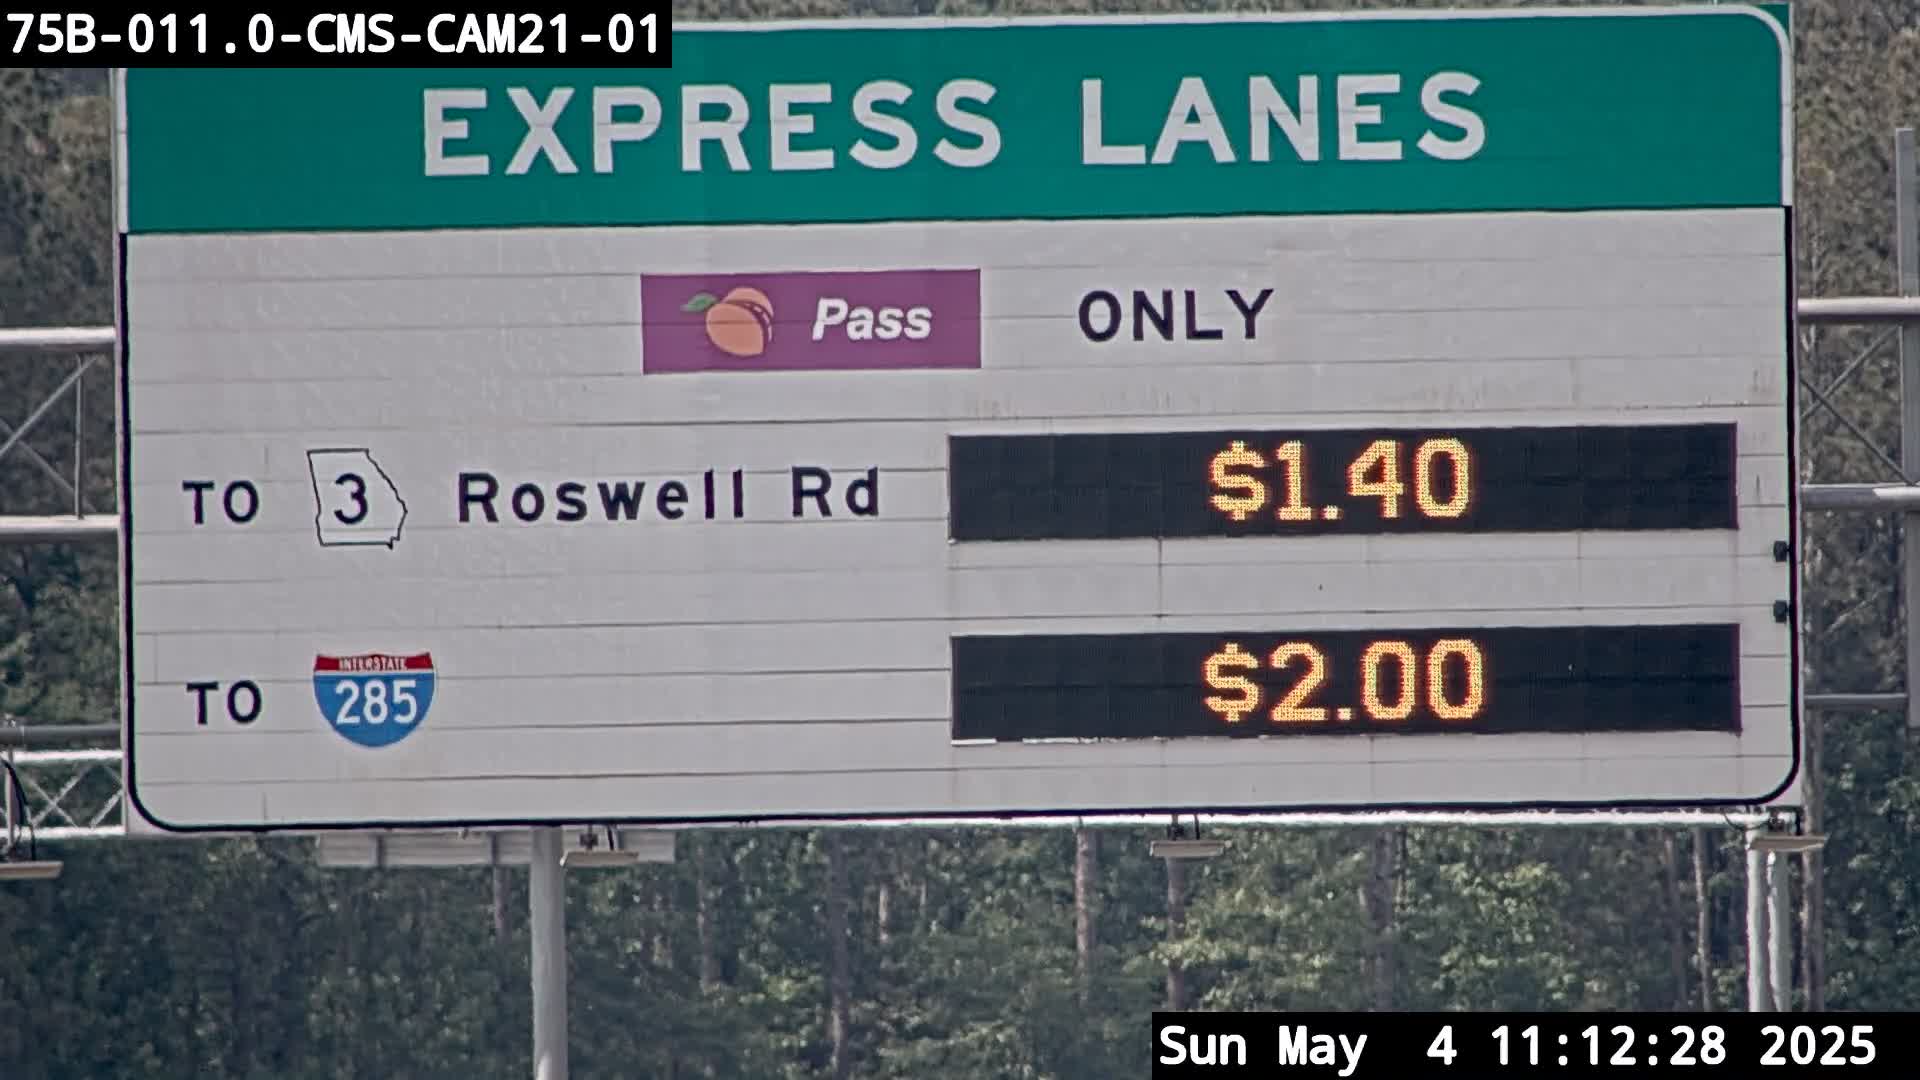 75B-011.0-CMS-CAM21-01
EXPRESS LANES
Pass ONLY
TO 3 Roswell Rd $1.40
INTERSTATE
TO 285 $2.00
Sun May 4 11:12:28 2025